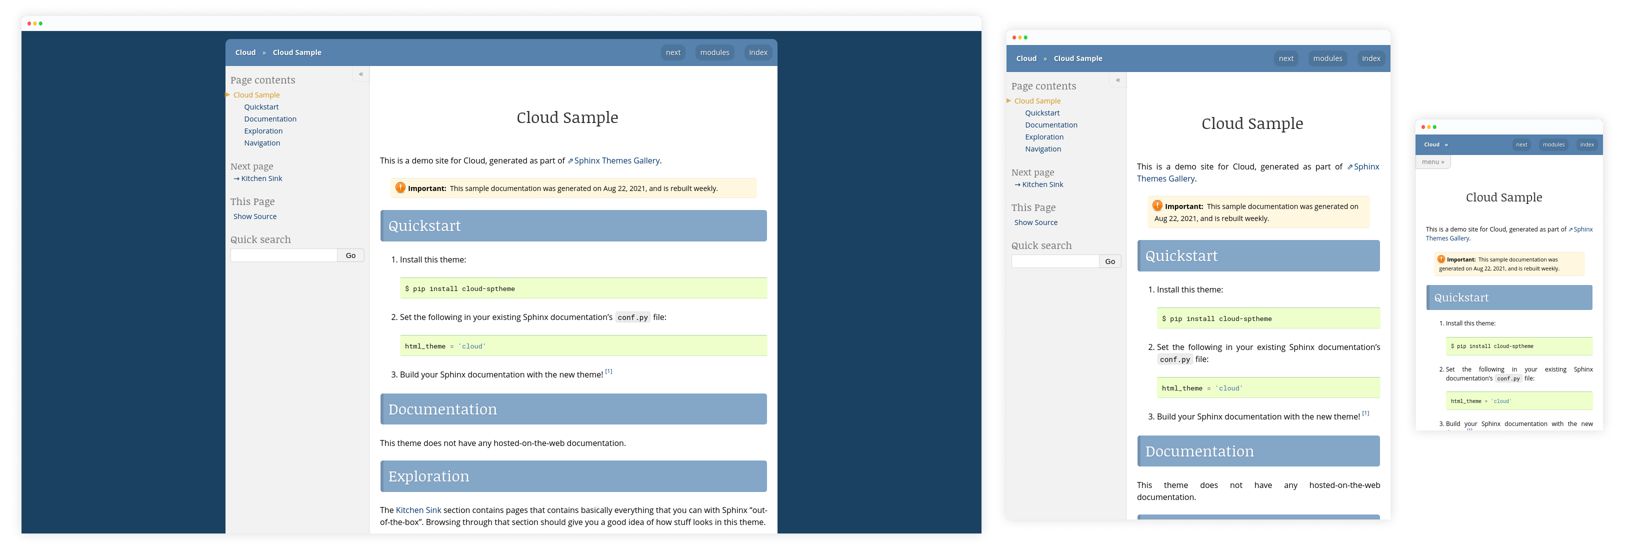 Cloud » Cloud Sample next modules index
«
Page contents
Cloud Sample
Quickstart
Documentation
Exploration
Navigation
Next page
→ Kitchen Sink
This Page
Show Source
Quick search
Go
Cloud Sample
This is a demo site for Cloud, generated as part of ⇗Sphinx Themes Gallery.
Important: This sample documentation was generated on Aug 22, 2021, and is rebuilt weekly.
Quickstart
1. Install this theme:
$ pip install cloud-sptheme
2. Set the following in your existing Sphinx documentation’s conf.py file:
html_theme = 'cloud'
3. Build your Sphinx documentation with the new theme! [1]
Documentation
This theme does not have any hosted-on-the-web documentation.
Exploration
The Kitchen Sink section contains pages that contains basically everything that you can with Sphinx “out-
of-the-box”. Browsing through that section should give you a good idea of how stuff looks in this theme.
Cloud » Cloud Sample next modules index
«
Page contents
Cloud Sample
Quickstart
Documentation
Exploration
Navigation
Next page
→ Kitchen Sink
This Page
Show Source
Quick search
Go
Cloud Sample
This is a demo site for Cloud, generated as part of ⇗Sphinx
Themes Gallery.
Important: This sample documentation was generated on
Aug 22, 2021, and is rebuilt weekly.
Quickstart
1. Install this theme:
$ pip install cloud-sptheme
2. Set the following in your existing Sphinx documentation’s
conf.py file:
html_theme = 'cloud'
3. Build your Sphinx documentation with the new theme! [1]
Documentation
This theme does not have any hosted-on-the-web
documentation.
Cloud » next modules index
menu »
Cloud Sample
This is a demo site for Cloud, generated as part of ⇗Sphinx
Themes Gallery.
Important: This sample documentation was
generated on Aug 22, 2021, and is rebuilt weekly.
Quickstart
1. Install this theme:
$ pip install cloud-sptheme
2. Set the following in your existing Sphinx
documentation’s conf.py file:
html_theme = 'cloud'
3. Build your Sphinx documentation with the new